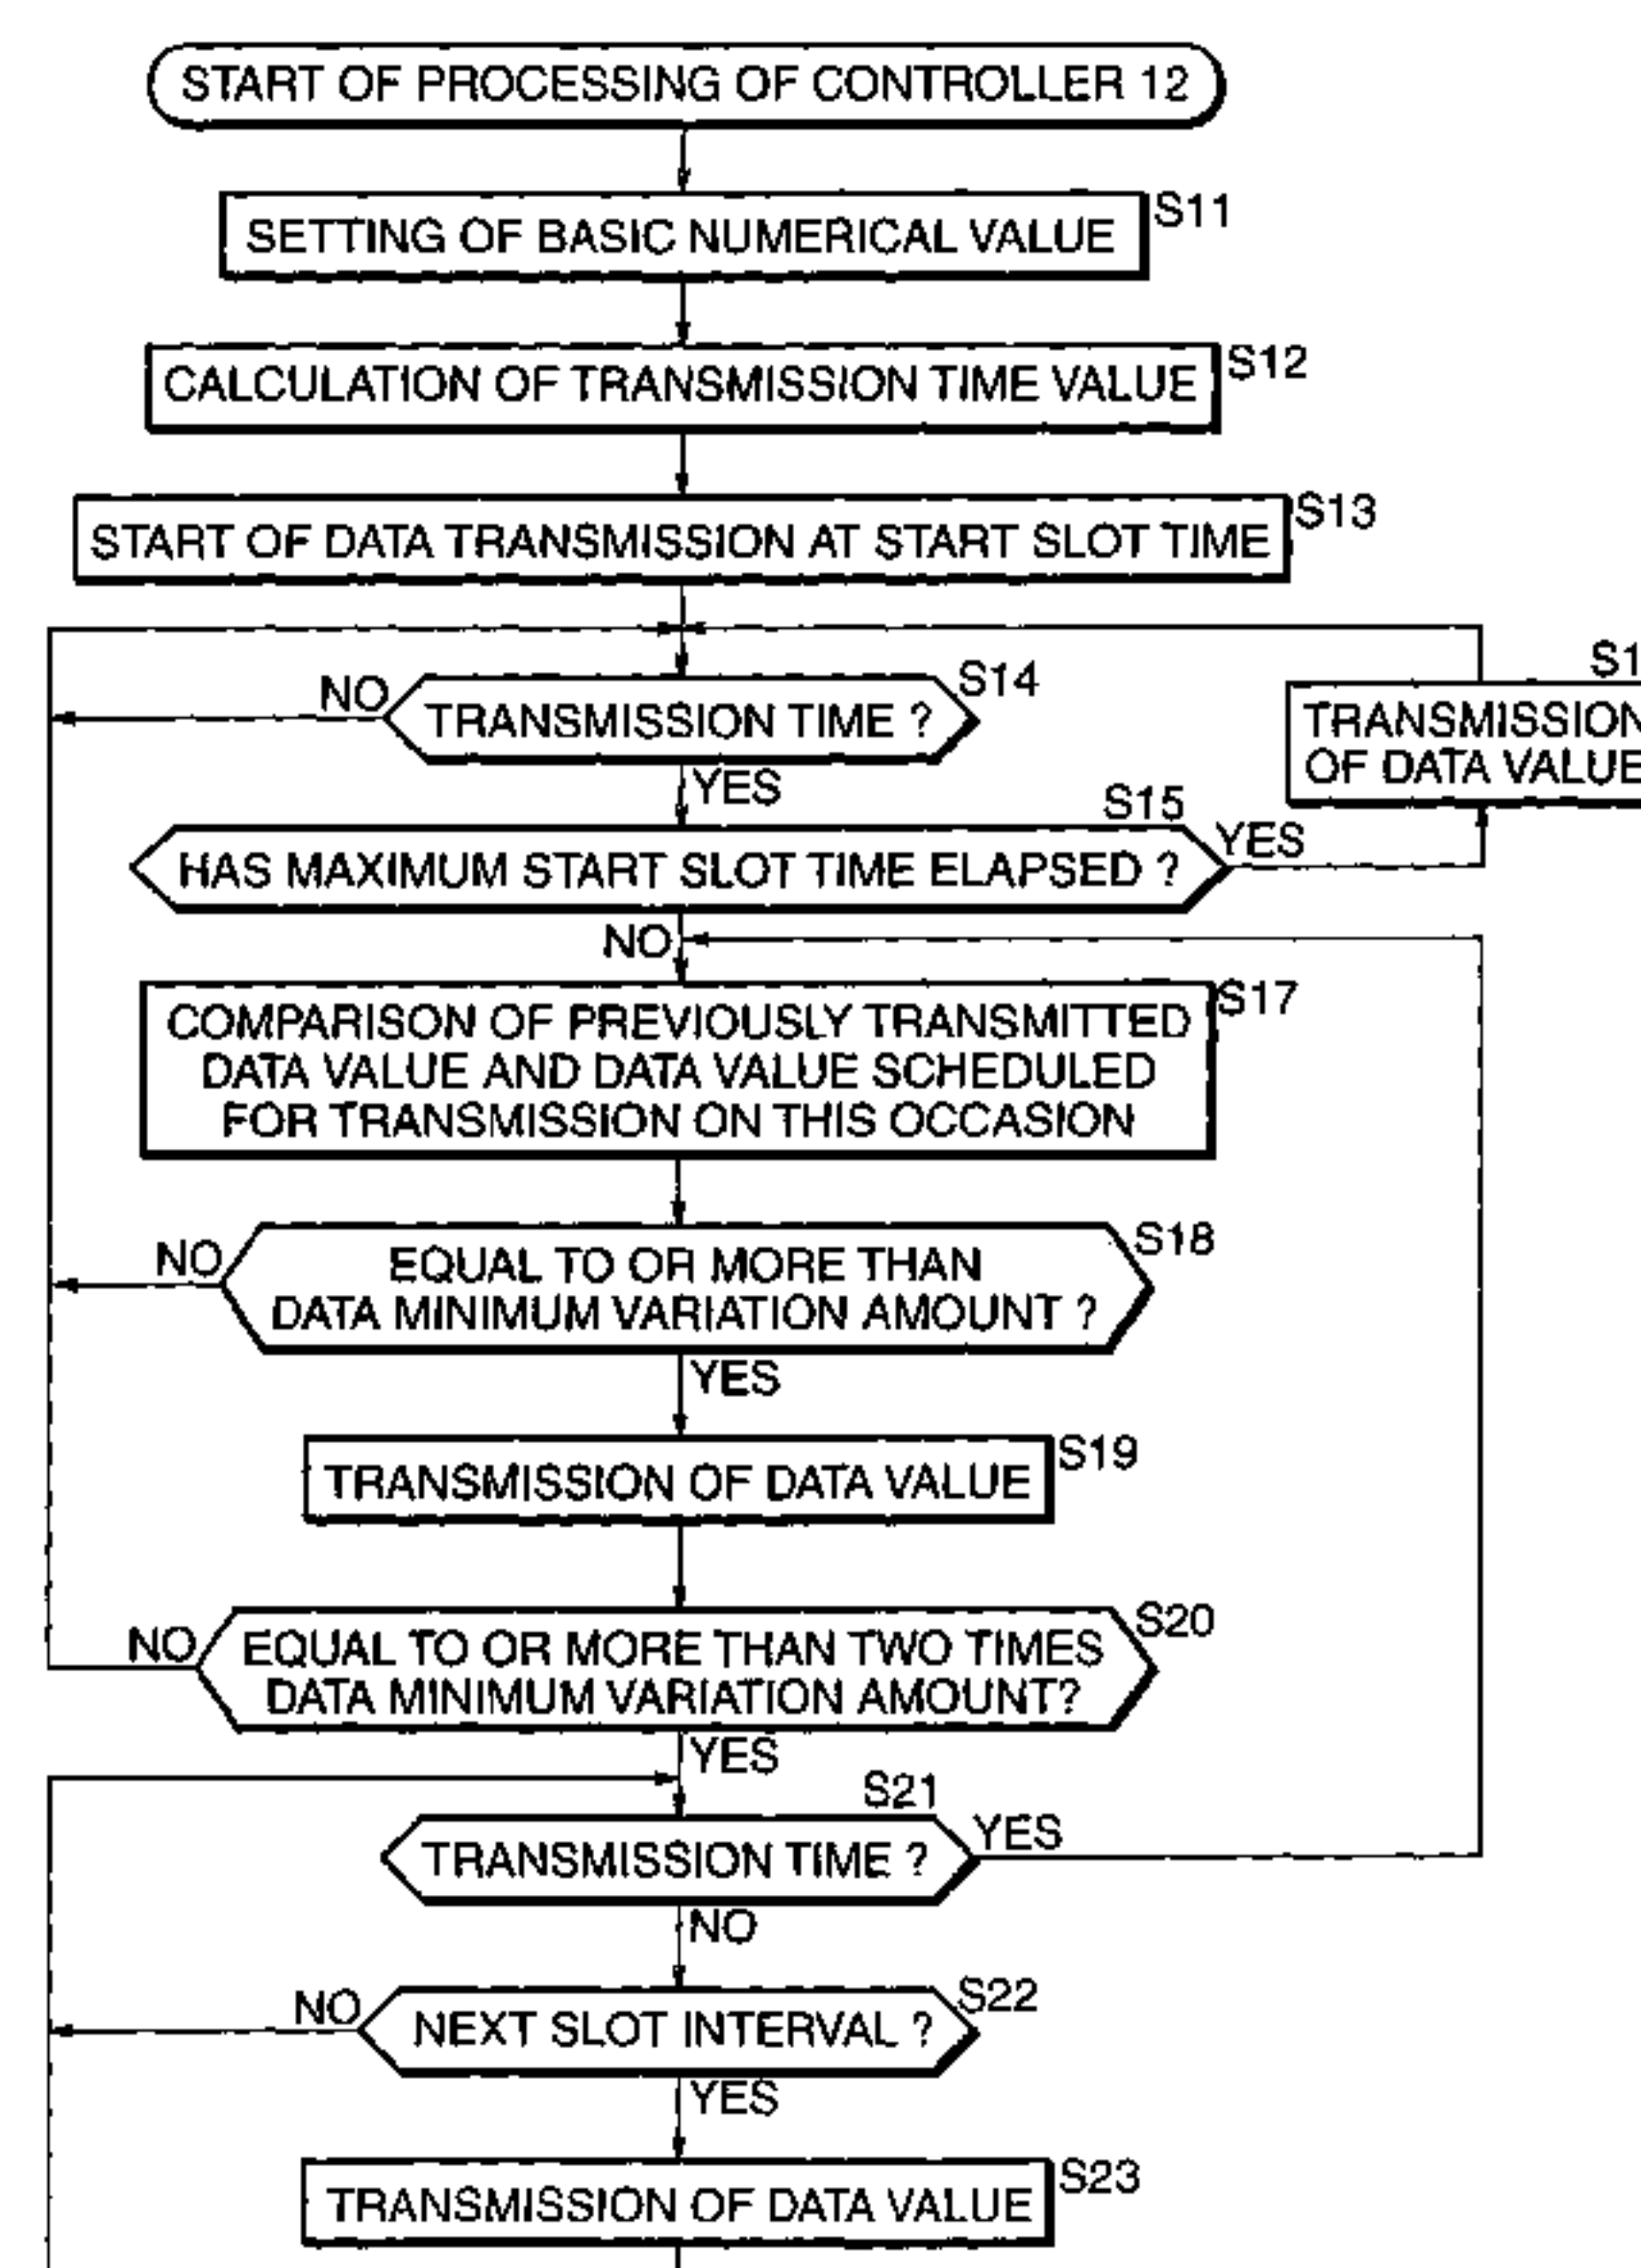 START OF PROCESSING OF CONTROLLER 12
S11
SETTING OF BASIC NUMERICAL VALUE
S12
CALCULATION OF TRANSMISSION TIME VALUE
S13
START OF DATA TRANSMISSION AT START SLOT TIME
S1
TRANSMISSION
OF DATA VALUE
NO
S14
TRANSMISSION TIME ?
YES
S15
YES
HAS MAXIMUM START SLOT TIME ELAPSED ?
NO
S17
COMPARISON OF PREVIOUSLY TRANSMITTED
DATA VALUE AND DATA VALUE SCHEDULED
FOR TRANSMISSION ON THIS OCCASION
S18
NO
EQUAL TO OR MORE THAN
DATA MINIMUM VARIATION AMOUNT ?
YES
S19
TRANSMISSION OF DATA VALUE
S20
NO
EQUAL TO OR MORE THAN TWO TIMES
DATA MINIMUM VARIATION AMOUNT?
YES
S21
YES
TRANSMISSION TIME ?
NO
S22
NO
NEXT SLOT INTERVAL ?
YES
S23
TRANSMISSION OF DATA VALUE